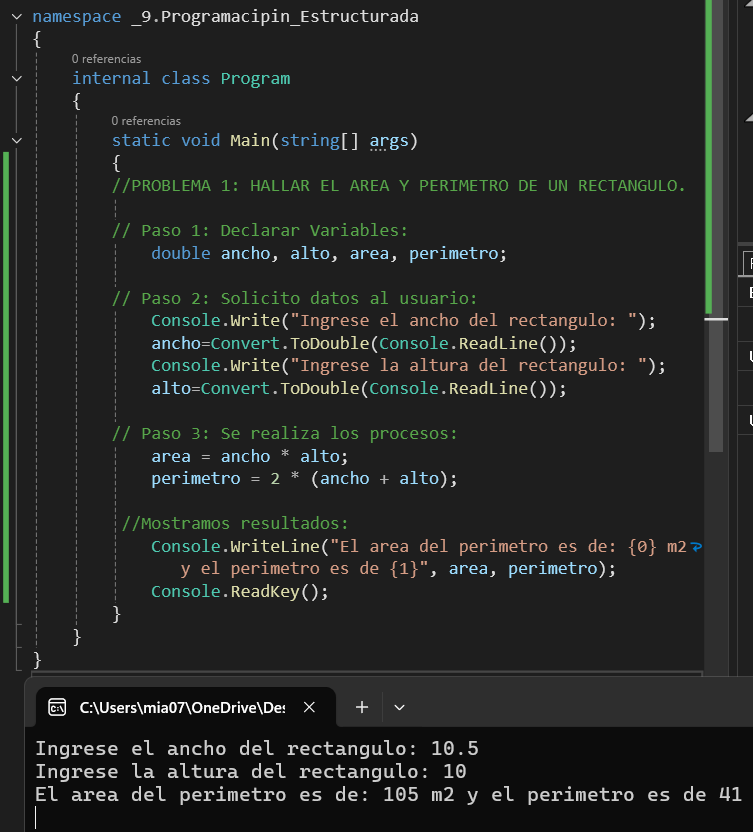 namespace _9.Programacipin_Estructurada
{
0 referencias
internal class Program
{
0 referencias
static void Main(string[] args)
{
//PROBLEMA 1: HALLAR EL AREA Y PERIMETRO DE UN RECTANGULO.
// Paso 1: Declarar Variables:
double ancho, alto, area, perimetro;
// Paso 2: Solicito datos al usuario:
Console.Write("Ingrese el ancho del rectangulo: ");
ancho=Convert.ToDouble(Console.ReadLine());
Console.Write("Ingrese la altura del rectangulo: ");
alto=Convert.ToDouble(Console.ReadLine());
// Paso 3: Se realiza los procesos:
area = ancho * alto;
perimetro = 2 * (ancho + alto);
//Mostramos resultados:
Console.WriteLine("El area del perimetro es de: {0} m2
y el perimetro es de {1}", area, perimetro);
Console.ReadKey();
}
}
}
C:\Users\mia07\OneDrive\Des
Ingrese el ancho del rectangulo: 10.5
Ingrese la altura del rectangulo: 10
El area del perimetro es de: 105 m2 y el perimetro es de 41